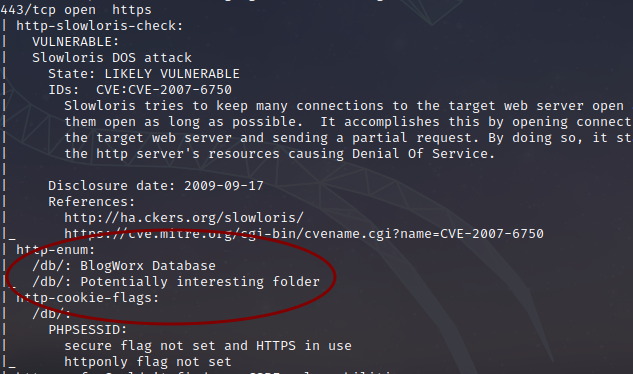 443/tcp open  https
| http-slowloris-check:
|   VULNERABLE:
|   Slowloris DOS attack
|     State: LIKELY VULNERABLE
|     IDs:  CVE:CVE-2007-6750
|       Slowloris tries to keep many connections to the target web server open
|       them open as long as possible.  It accomplishes this by opening connect
|       the target web server and sending a partial request. By doing so, it st
|       the http server's resources causing Denial Of Service.
|
|     Disclosure date: 2009-09-17
|     References:
|       http://ha.ckers.org/slowloris/
|_      https://cve.mitre.org/cgi-bin/cvename.cgi?name=CVE-2007-6750
| http-enum:
|   /db/: BlogWorx Database
|_  /db/: Potentially interesting folder
| http-cookie-flags:
|   /db/:
|     PHPSESSID:
|       secure flag not set and HTTPS in use
|_      httponly flag not set